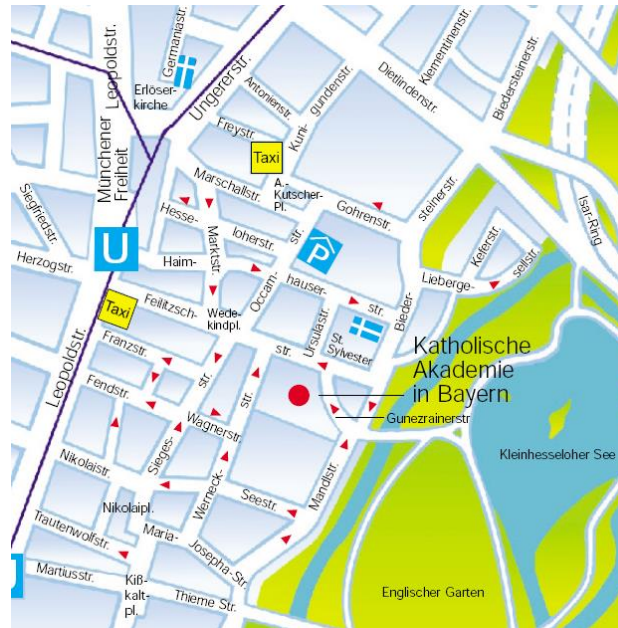 Leopoldstr.
Germaniastr.
Erlöser-
kirche
Ungererstr.
Antonienstr.
Kuni-
gundenstr.
Dietlindenstr.
Klementinenstr.
Biedersteinerstr.
Freystr.
Taxi
Münchener
Freiheit
Marschallstr.
A.-
Kutscher-
Pl.
Gohrenstr.
steinerstr.
Isar-Ring
Siegfriedstr.
Hesse-
loherstr.
Marktstr.
str.
P
Keferstr.
U
Herzogstr.
Haim-
hauser-
str.
Lieberge-
sellstr.
Occam-
Taxi
Feilitzsch-
Wede-
kindpl.
Ursulastr.
St.
Sylvester
Bieder-
Franzstr.
str.
Katholische
Akademie
in Bayern
Leopoldstr.
Fendstr.
str.
str.
Wagnerstr.
Gunezrainerstr
Sieges-
Nikolaistr.
Werneck-
Seestr.
Mandlstr.
Kleinhesseloher See
Nikolaipl.
Trautenwolfstr.
Maria-
Josepha-Str.
Martiusstr.
Kiß-
kalt-
pl.
Thieme Str.
Englischer Garten